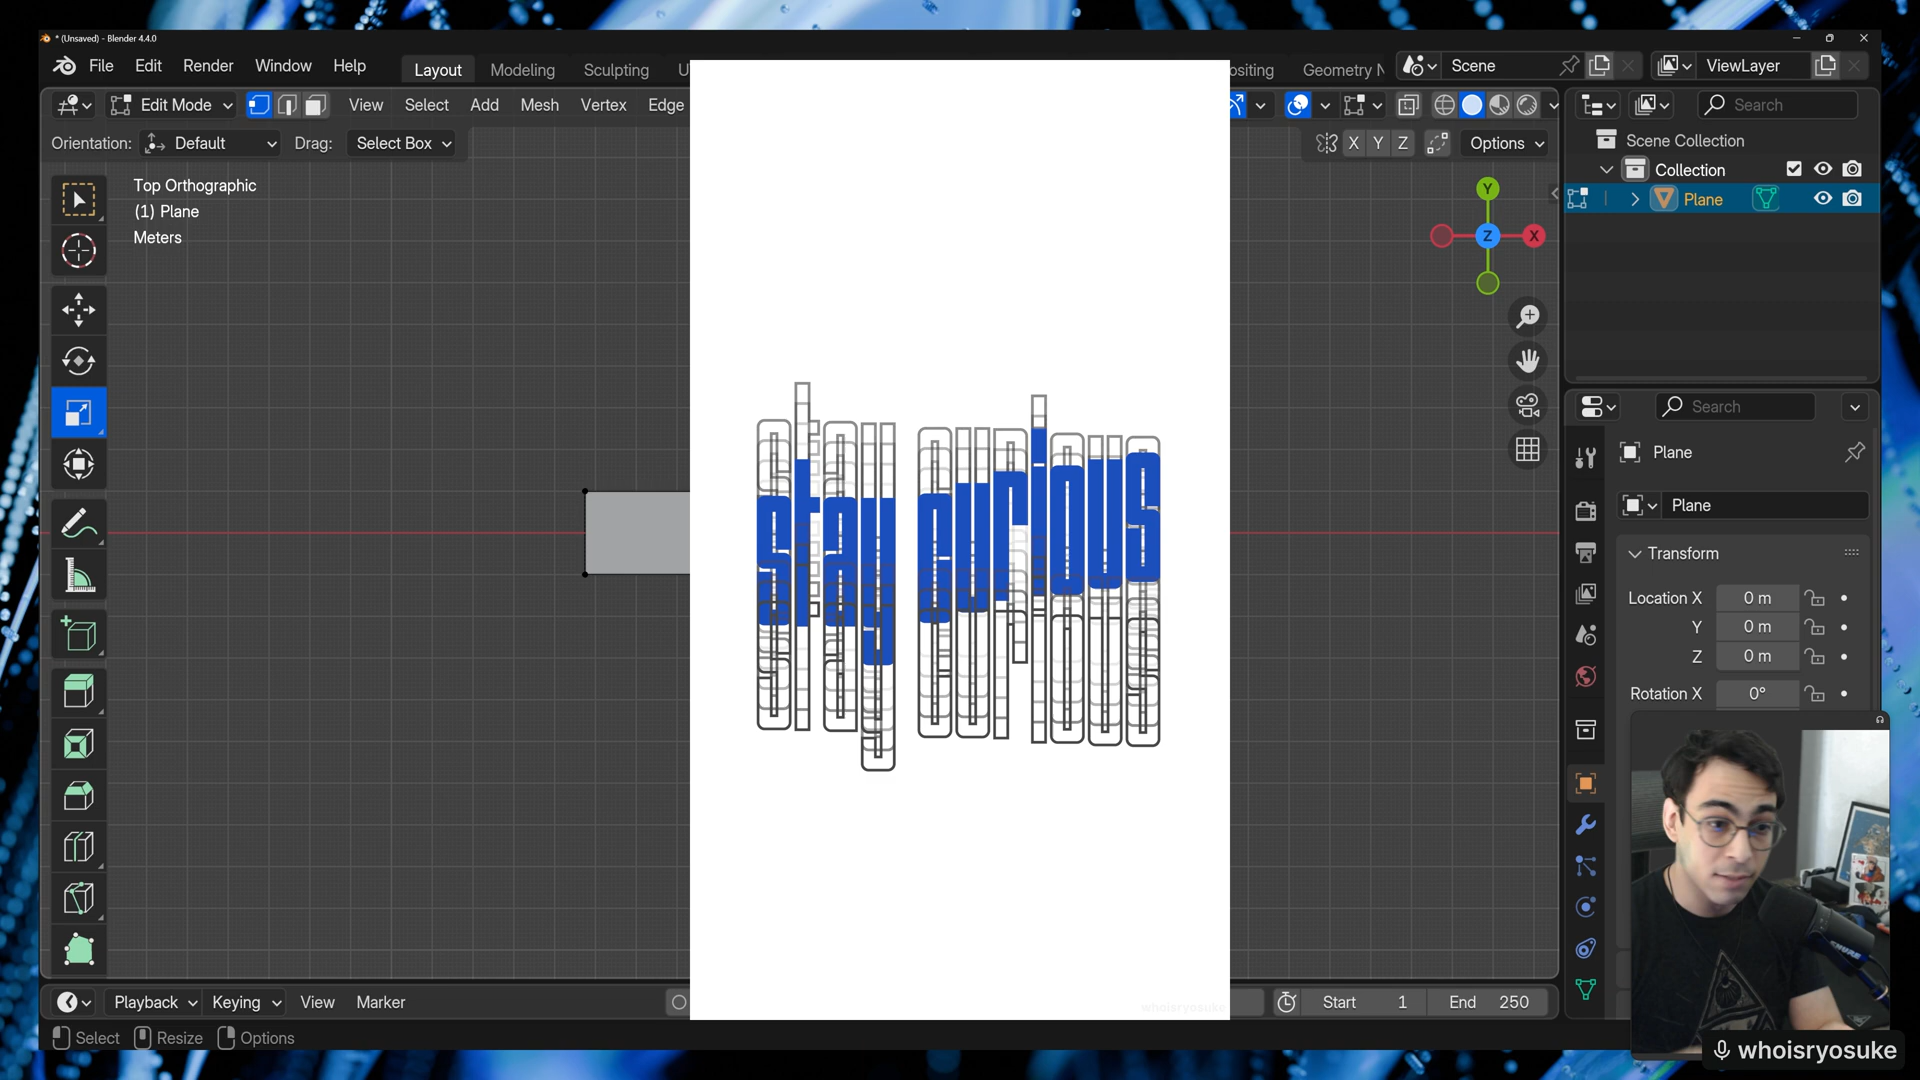 * (Unsaved) - Blender 4.4.0
File Edit Render Window Help Layout Modeling Sculpting U ositing Geometry N Scene ViewLayer
Edit Mode View Select Add Mesh Vertex Edge Search
Orientation: Default Drag: Select Box X Y Z Options
Scene Collection
Collection
Plane
Top Orthographic
(1) Plane
Meters
Y
Z X
Search
Plane
Plane
Transform
Location X 0 m
Y 0 m
Z 0 m
Rotation X 0°
stay curious
whoisryosuke
Playback Keying View Marker Start 1 End 250
Select Resize Options
SHURE
whoisryosuke